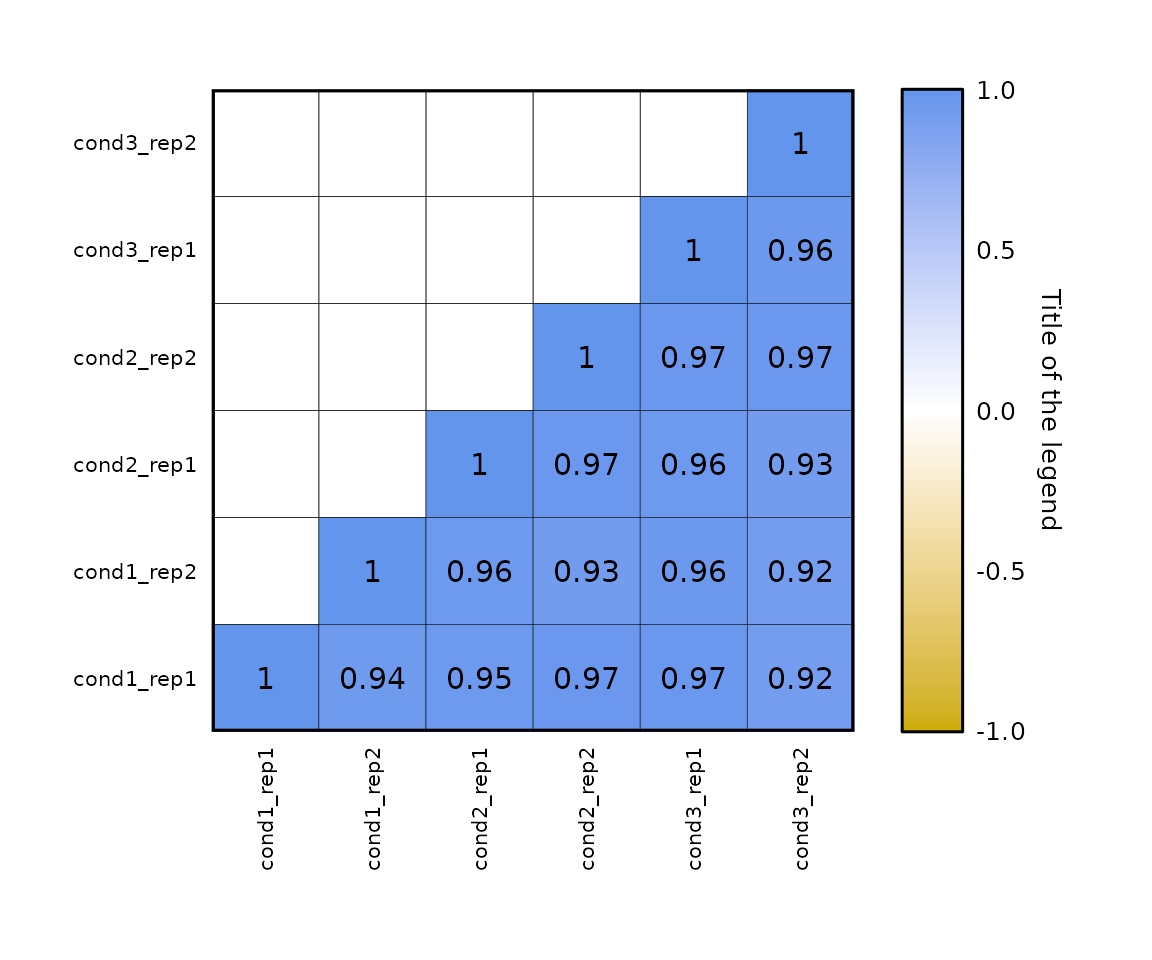 cond3_rep2 1
cond3_rep1 1 0.96
cond2_rep2 1 0.97 0.97
cond2_rep1 1 0.97 0.96 0.93
cond1_rep2 1 0.96 0.93 0.96 0.92
cond1_rep1 1 0.94 0.95 0.97 0.97 0.92
cond1_rep1
cond1_rep2
cond2_rep1
cond2_rep2
cond3_rep1
cond3_rep2
1.0
0.5
0.0
-0.5
-1.0
Title of the legend